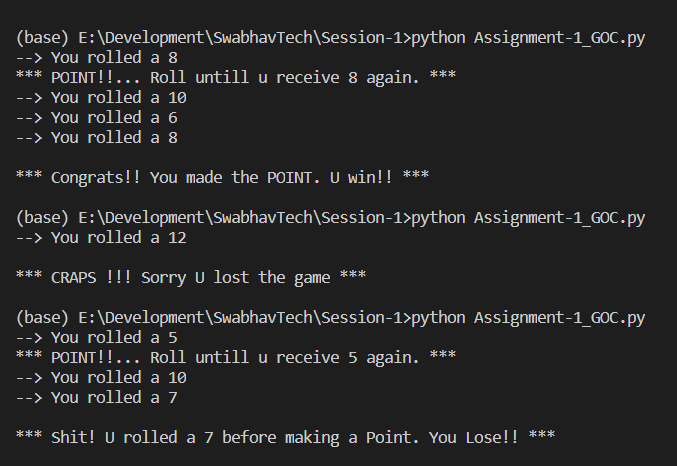 (base) E:\Development\SwabhavTech\Session-1>python Assignment-1_GOC.py
--> You rolled a 8
*** POINT!!... Roll untill u receive 8 again. ***
--> You rolled a 10
--> You rolled a 6
--> You rolled a 8
*** Congrats!! You made the POINT. U win!! ***
(base) E:\Development\SwabhavTech\Session-1>python Assignment-1_GOC.py
--> You rolled a 12
*** CRAPS !!! Sorry U lost the game ***
(base) E:\Development\SwabhavTech\Session-1>python Assignment-1_GOC.py
--> You rolled a 5
*** POINT!!... Roll untill u receive 5 again. ***
--> You rolled a 10
--> You rolled a 7
*** Shit! U rolled a 7 before making a Point. You Lose!! ***